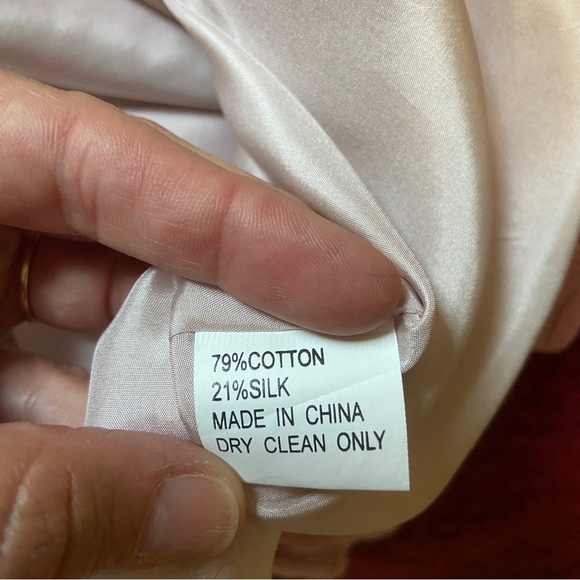 79%COTTON
21%SILK
MADE IN CHINA
DRY CLEAN ONLY